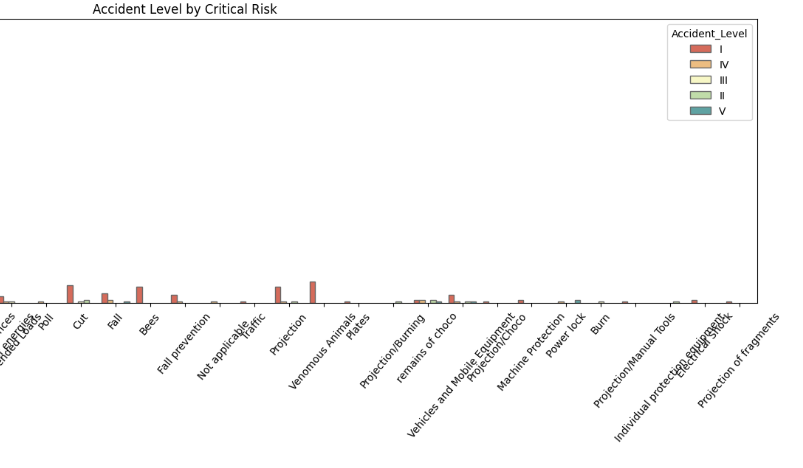 Accident Level by Critical Risk
Accident_Level
I
IV
III
II
V
Poll
Cut
Fall
Bees
Fall prevention
Not applicable
Traffic
Projection
Venomous Animals
Plates
Projection/Burning
remains of choco
Vehicles and Mobile Equipment
Projection/Choco
Machine Protection
Power lock
Burn
Projection/Manual Tools
Individual protection equipment
Electrical Shock
Projection of fragments